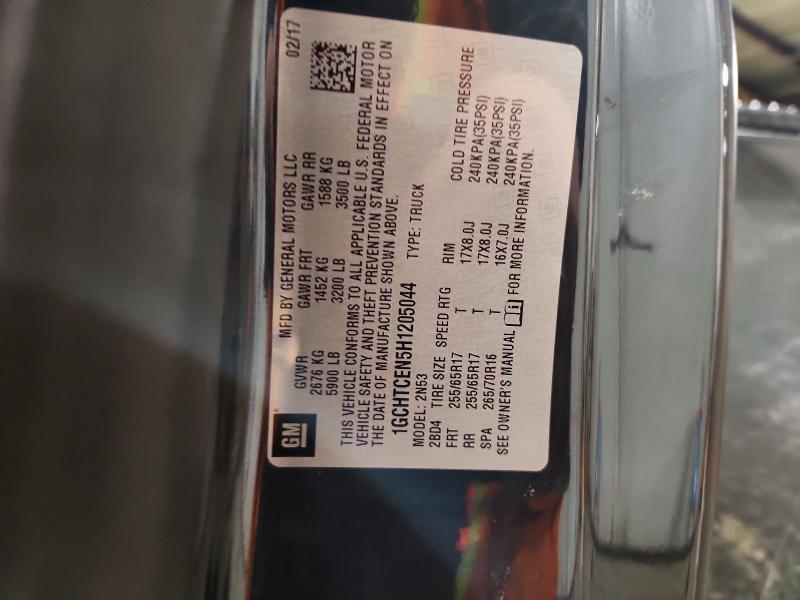 GM
MFD BY GENERAL MOTORS LLC 02/17
GVWR GAWR FRT GAWR RR
2676 KG 1452 KG 1588 KG
5900 LB 3200 LB 3500 LB
THIS VEHICLE CONFORMS TO ALL APPLICABLE U.S. FEDERAL MOTOR
VEHICLE SAFETY AND THEFT PREVENTION STANDARDS IN EFFECT ON
THE DATE OF MANUFACTURE SHOWN ABOVE.
1GCHTCEN5H1205044 TYPE: TRUCK
MODEL: 2N53
2BD4 TIRE SIZE SPEED RTG RIM COLD TIRE PRESSURE
FRT 255/65R17 T 17X8.0J 240KPA(35PSI)
RR 255/65R17 T 17X8.0J 240KPA(35PSI)
SPA 265/70R16 T 16X7.0J 240KPA(35PSI)
SEE OWNER'S MANUAL i FOR MORE INFORMATION.